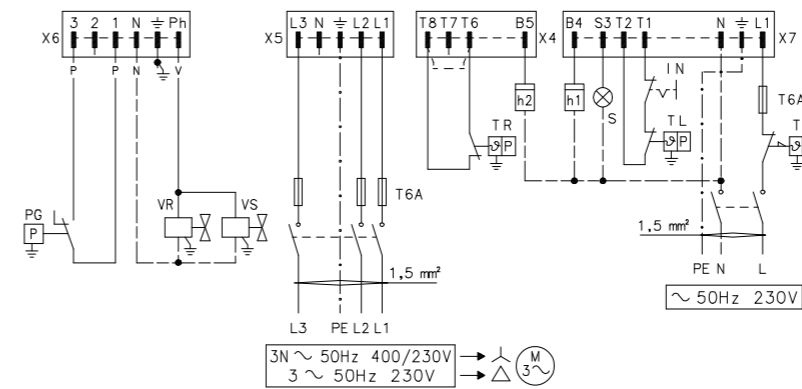 X6 3 2 1 N Ph
P P N V
X5 L3 N L2 L1
T8 T7 T6 B5 X4
B4 S3 T2 T1 N L1 X7
h2
h1
S
IN
TR
P
TL
P
T6A
T
PG
P
VR
VS
T6A
1,5 mm²
1,5 mm²
L3 PE L2 L1
PE N L
3N ~ 50Hz 400/230V
3 ~ 50Hz 230V
M
3~
~ 50Hz 230V